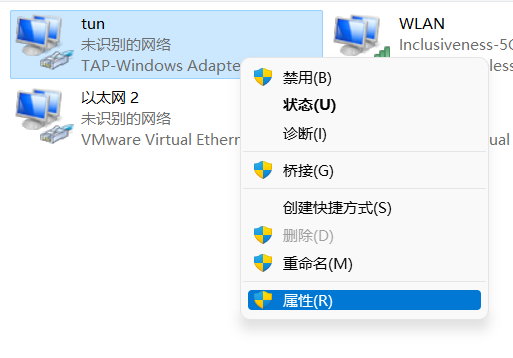 tun
未识别的网络
TAP-Windows Adapte
WLAN
Inclusiveness-5G
less
以太网 2
未识别的网络
VMware Virtual Ethern
ual
禁用(B)
状态(U)
诊断(I)
桥接(G)
创建快捷方式(S)
删除(D)
重命名(M)
属性(R)